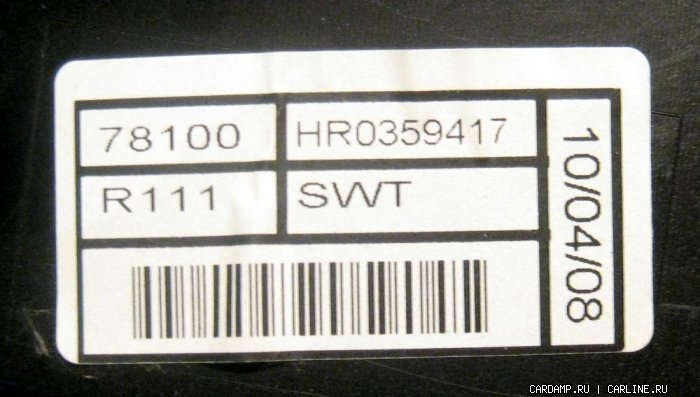 78100 HR0359417
R111 SWT
10/04/08
CARDAMP.RU | CARLINE.RU